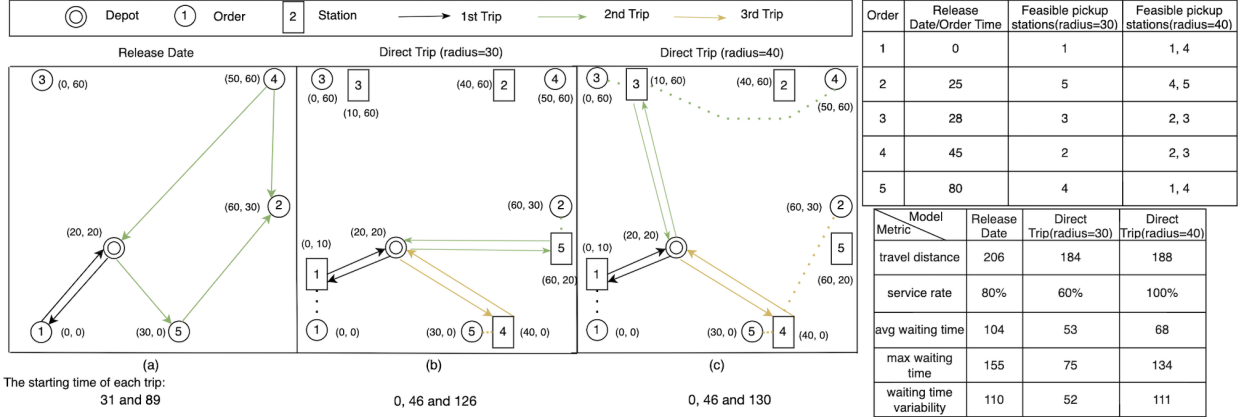 Depot
1 Order
2 Station
1st Trip
2nd Trip
3rd Trip
Release Date
Direct Trip (radius=30)
Direct Trip (radius=40)
3 (0, 60)
(50, 60) 4
2
(60, 30)
(20, 20)
1 (0, 0)
(30, 0) 5
(a)
3
(0, 60)
3
(10, 60)
(40, 60) 2
4
(50, 60)
2
(60, 30)
(20, 20)
(0, 10)
1
5
(60, 20)
1 (0, 0)
(30, 0) 5
4 (40, 0)
(b)
3
(0, 60)
3 (10, 60)
(40, 60) 2
4
(50, 60)
2
(60, 30)
(20, 20)
(0, 10)
1
5
(60, 20)
1 (0, 0)
(30, 0) 5
4 (40, 0)
(c)
The starting time of each trip:
31 and 89
0, 46 and 126
0, 46 and 130
Order | Release Date/Order Time | Feasible pickup stations(radius=30) | Feasible pickup stations(radius=40)
1 | 0 | 1 | 1, 4
2 | 25 | 5 | 4, 5
3 | 28 | 3 | 2, 3
4 | 45 | 2 | 2, 3
5 | 80 | 4 | 1, 4
Model Metric | Release Date | Direct Trip(radius=30) | Direct Trip(radius=40)
travel distance | 206 | 184 | 188
service rate | 80% | 60% | 100%
avg waiting time | 104 | 53 | 68
max waiting time | 155 | 75 | 134
waiting time variability | 110 | 52 | 111